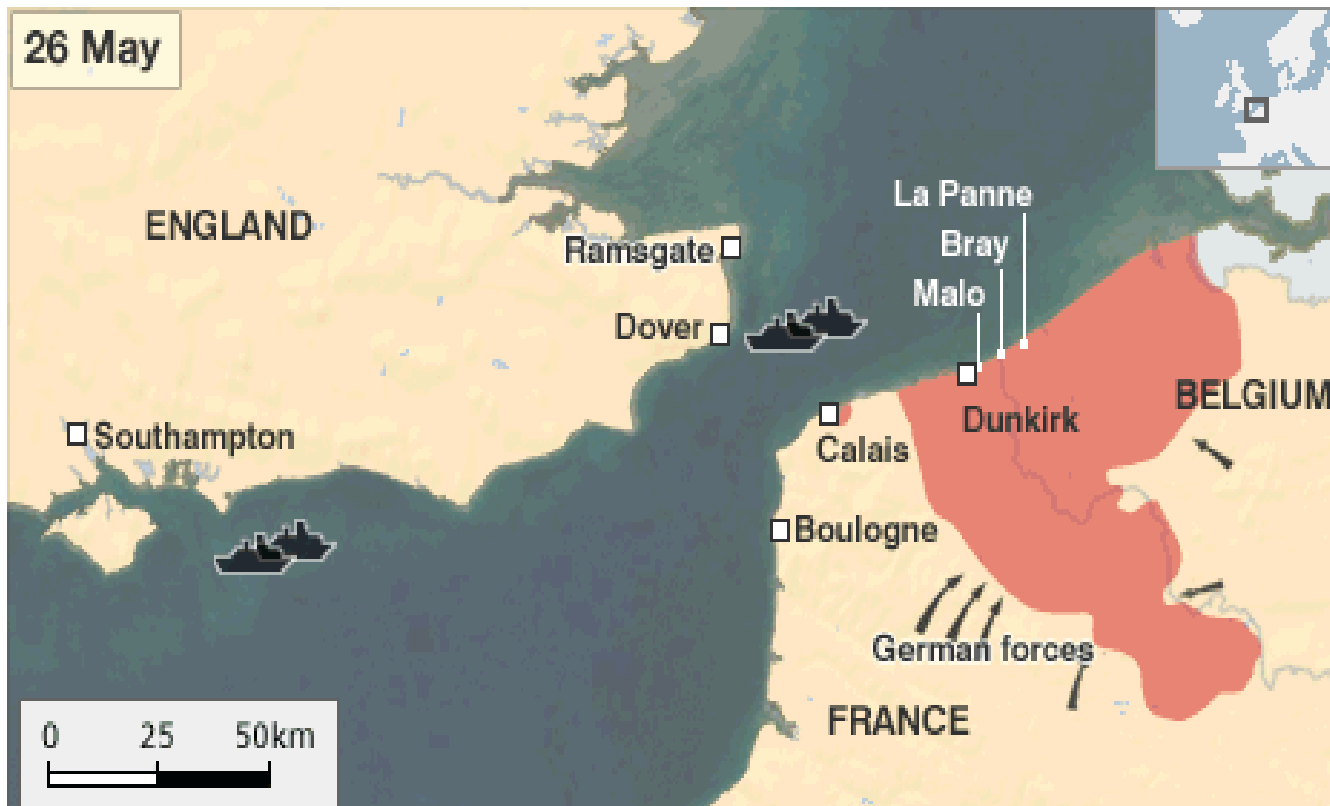 26 May
La Panne
ENGLAND
Bray
Ramsgate
Malo
Dover
BELGIUM
Dunkirk
Southampton
Calais
Boulogne
German forces
FRANCE
0 25 50km